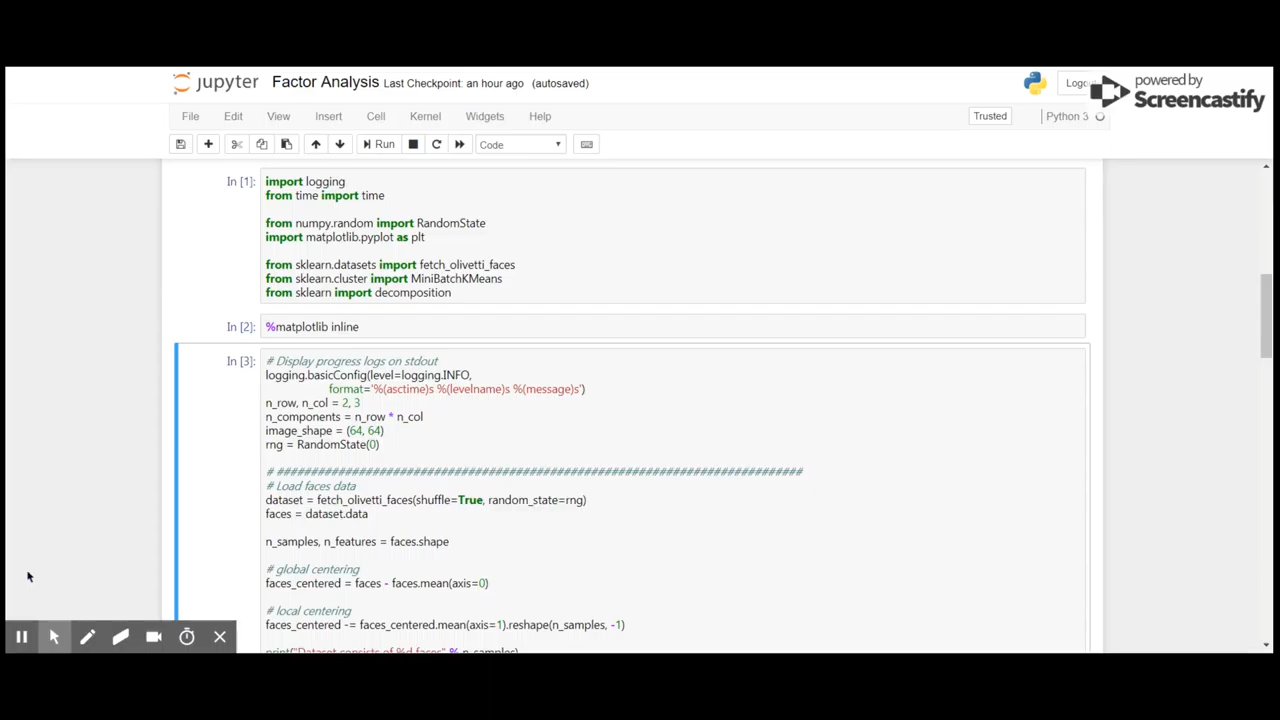 jupyter Factor Analysis Last Checkpoint: an hour ago (autosaved)
powered by
Screencastify
File Edit View Insert Cell Kernel Widgets Help
Trusted
Python 3
Run
Code
In [1]:
import logging
from time import time
from numpy.random import RandomState
import matplotlib.pyplot as plt
from sklearn.datasets import fetch_olivetti_faces
from sklearn.cluster import MiniBatchKMeans
from sklearn import decomposition
In [2]:
%matplotlib inline
In [3]:
# Display progress logs on stdout
logging.basicConfig(level=logging.INFO,
format='%(asctime)s %(levelname)s %(message)s')
n_row, n_col = 2, 3
n_components = n_row * n_col
image_shape = (64, 64)
rng = RandomState(0)
# ##############################################################################
# Load faces data
dataset = fetch_olivetti_faces(shuffle=True, random_state=rng)
faces = dataset.data
n_samples, n_features = faces.shape
# global centering
faces_centered = faces - faces.mean(axis=0)
# local centering
faces_centered -= faces_centered.mean(axis=1).reshape(n_samples, -1)
print("Dataset consists of %d faces" % n_samples)